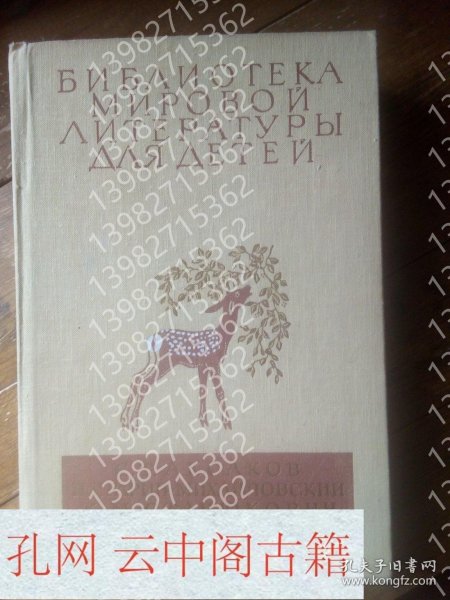 БИБЛИОТЕКА
МИРОВОЙ
ЛИТЕРАТУРЫ
ДЛЯ ДЕТЕЙ
13982715362
孔网 云中阁古籍
孔夫子旧书网
www.kongfz.com